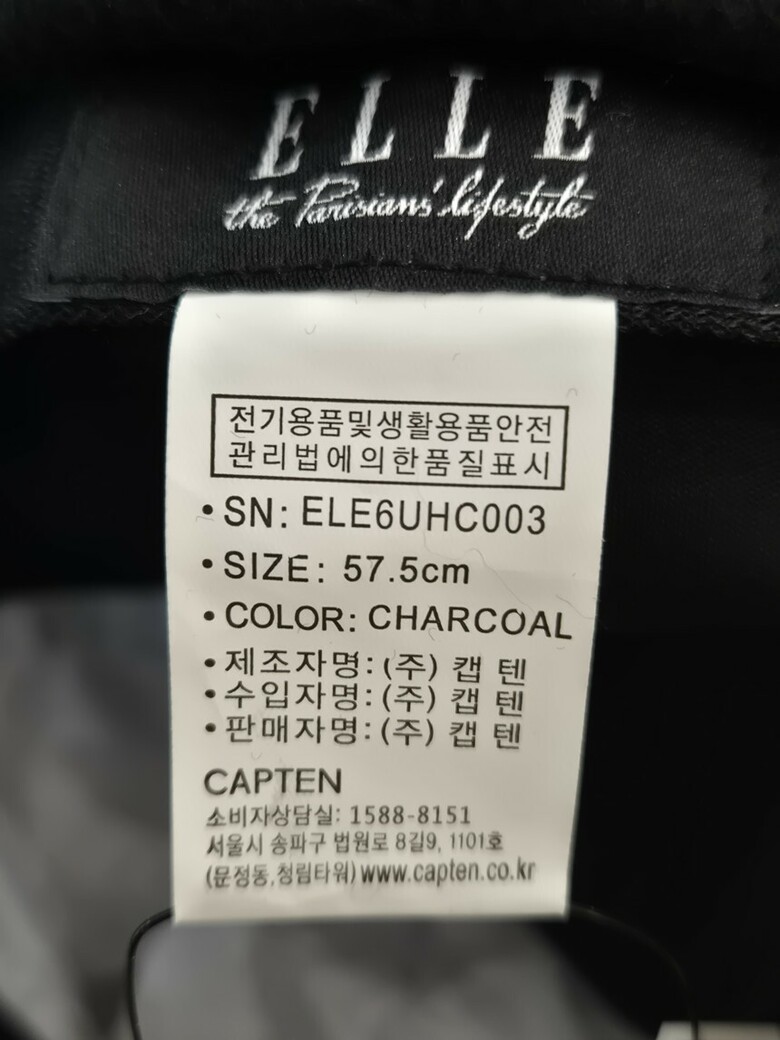 ELLE
the Parisians' lifestyle
전기용품및생활용품안전
관리법에의한품질표시
• SN: ELE6UHC003
• SIZE: 57.5cm
• COLOR: CHARCOAL
• 제조자명: (주) 캡 텐
• 수입자명: (주) 캡 텐
• 판매자명: (주) 캡 텐
CAPTEN
소비자상담실: 1588-8151
서울시 송파구 법원로 8길9, 1101호
(문정동,청림타워) www.capten.co.kr